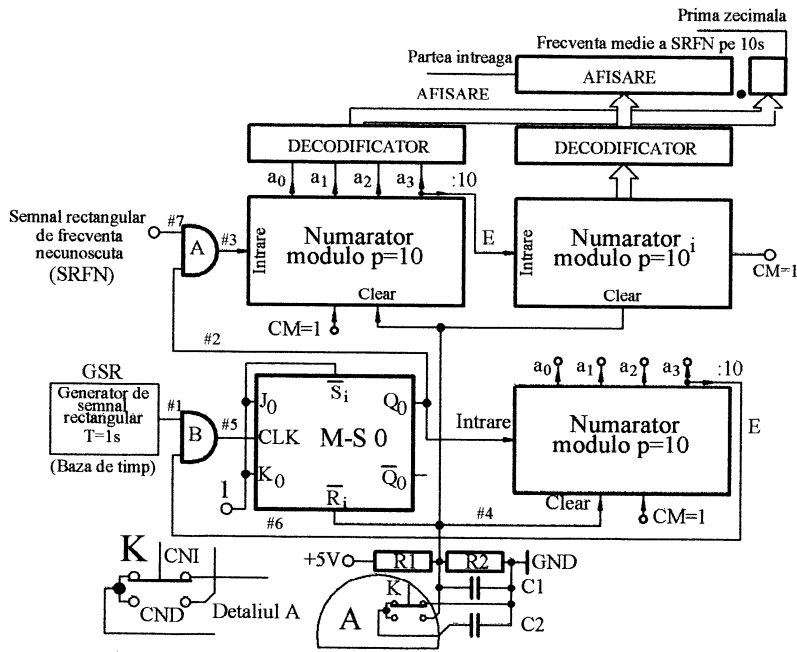 Prima zecimala
Frecventa medie a SRFN pe 10s
Partea intreaga
AFISARE
AFISARE
DECODIFICATOR
DECODIFICATOR
a0 a1 a2 a3 :10
Semnal rectangular
de frecventa
necunoscuta
(SRFN)
#7
A
#3
Intrare
Numarator
modulo p=10
Clear
E
Intrare
Numarator
modulo p=10^i
Clear
CM=1
CM=1
#2
GSR
Generator de
semnal
rectangular
T=1s
(Baza de timp)
#1
B
#5
J0
CLK
K0
S̅i
M-S 0
R̅i
Q0
Q̅0
1
#6
a0 a1 a2 a3 :10
Intrare
Numarator
modulo p=10
E
Clear
CM=1
#4
K
CNI
CND
Detaliul A
+5V
R1
R2
GND
C1
K
A
C2